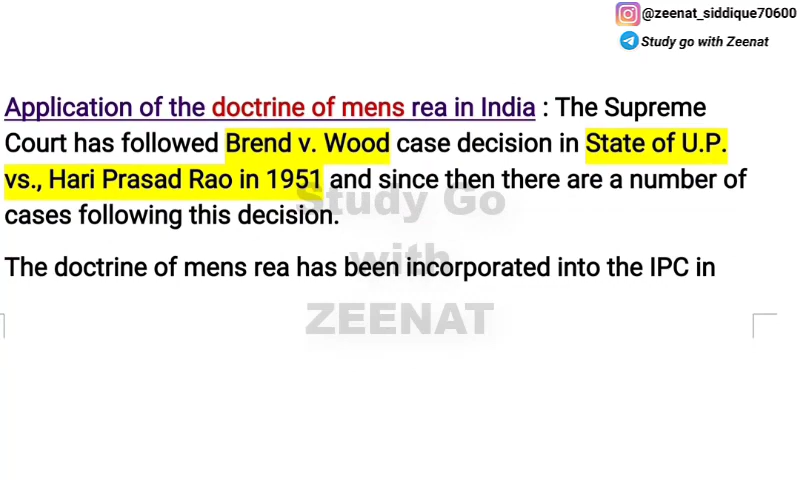 @zeenat_siddique70600
Study go with Zeenat
Application of the doctrine of mens rea in India : The Supreme
Court has followed Brend v. Wood case decision in State of U.P.
vs., Hari Prasad Rao in 1951 and since then there are a number of
cases following this decision.
The doctrine of mens rea has been incorporated into the IPC in
Study Go
with
ZEENAT